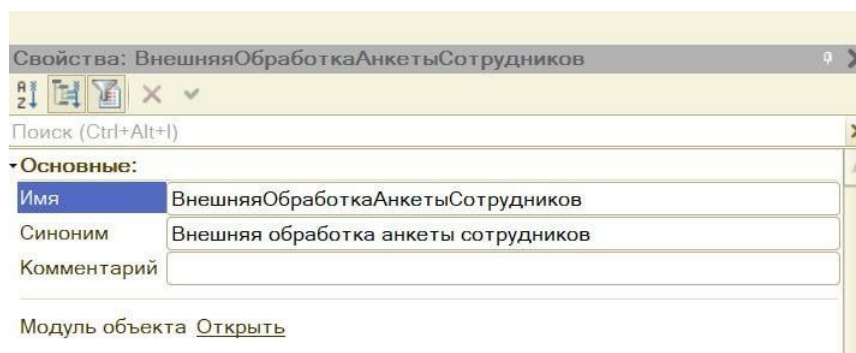 Свойства: ВнешняяОбработкаАнкетыСотрудников
Поиск (Ctrl+Alt+I)
Основные:
Имя ВнешняяОбработкаАнкетыСотрудников
Синоним Внешняя обработка анкеты сотрудников
Комментарий
Модуль объекта Открыть